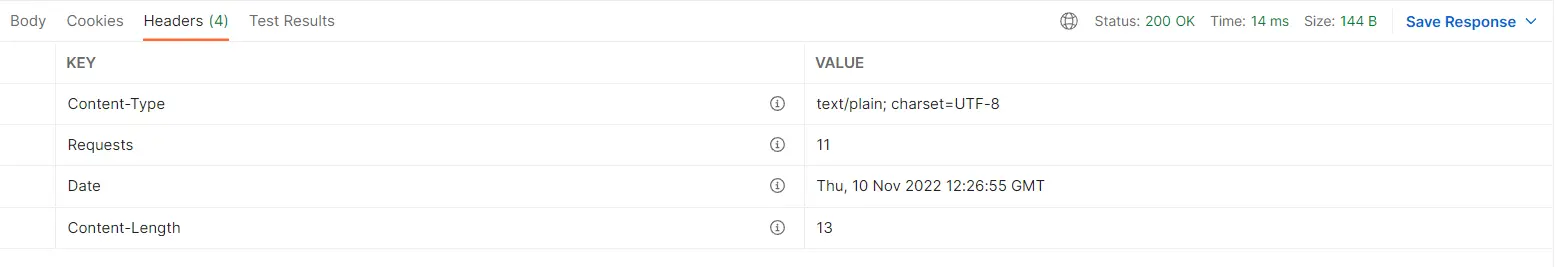 Body Cookies Headers (4) Test Results Status: 200 OK Time: 14 ms Size: 144 B Save Response
KEY VALUE
Content-Type text/plain; charset=UTF-8
Requests 11
Date Thu, 10 Nov 2022 12:26:55 GMT
Content-Length 13